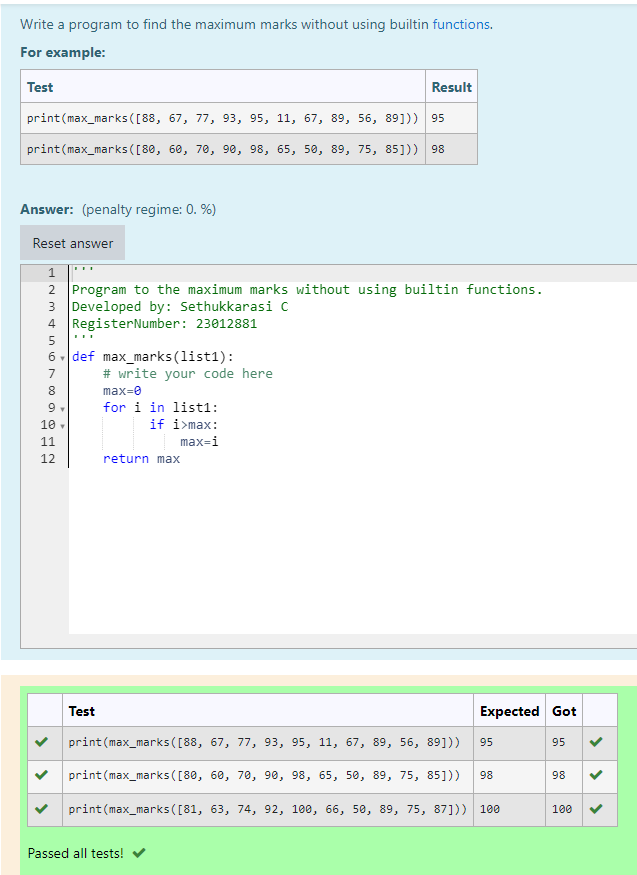 Write a program to find the maximum marks without using builtin functions.
For example:
Test Result
print(max_marks([88, 67, 77, 93, 95, 11, 67, 89, 56, 89])) 95
print(max_marks([80, 60, 70, 90, 98, 65, 50, 89, 75, 85])) 98
Answer: (penalty regime: 0. %)
Reset answer
1 '''
2 Program to the maximum marks without using builtin functions.
3 Developed by: Sethukkarasi C
4 RegisterNumber: 23012881
5 '''
6 def max_marks(list1):
7 # write your code here
8 max=0
9 for i in list1:
10 if i>max:
11 max=i
12 return max
Test Expected Got
print(max_marks([88, 67, 77, 93, 95, 11, 67, 89, 56, 89])) 95 95
print(max_marks([80, 60, 70, 90, 98, 65, 50, 89, 75, 85])) 98 98
print(max_marks([81, 63, 74, 92, 100, 66, 50, 89, 75, 87])) 100 100
Passed all tests!